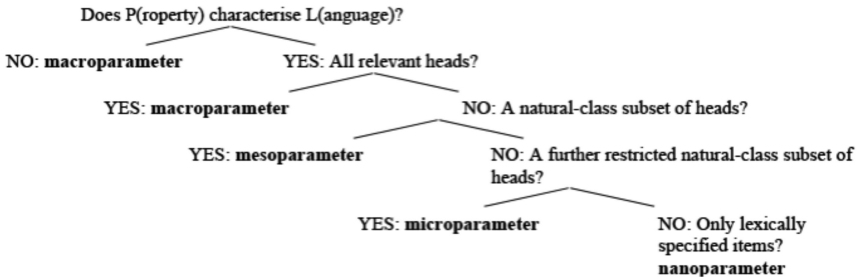 Does P(roperty) characterise L(anguage)?
NO: macroparameter
YES: All relevant heads?
YES: macroparameter
NO: A natural-class subset of heads?
YES: mesoparameter
NO: A further restricted natural-class subset of
heads?
YES: microparameter
NO: Only lexically
specified items?
nanoparameter